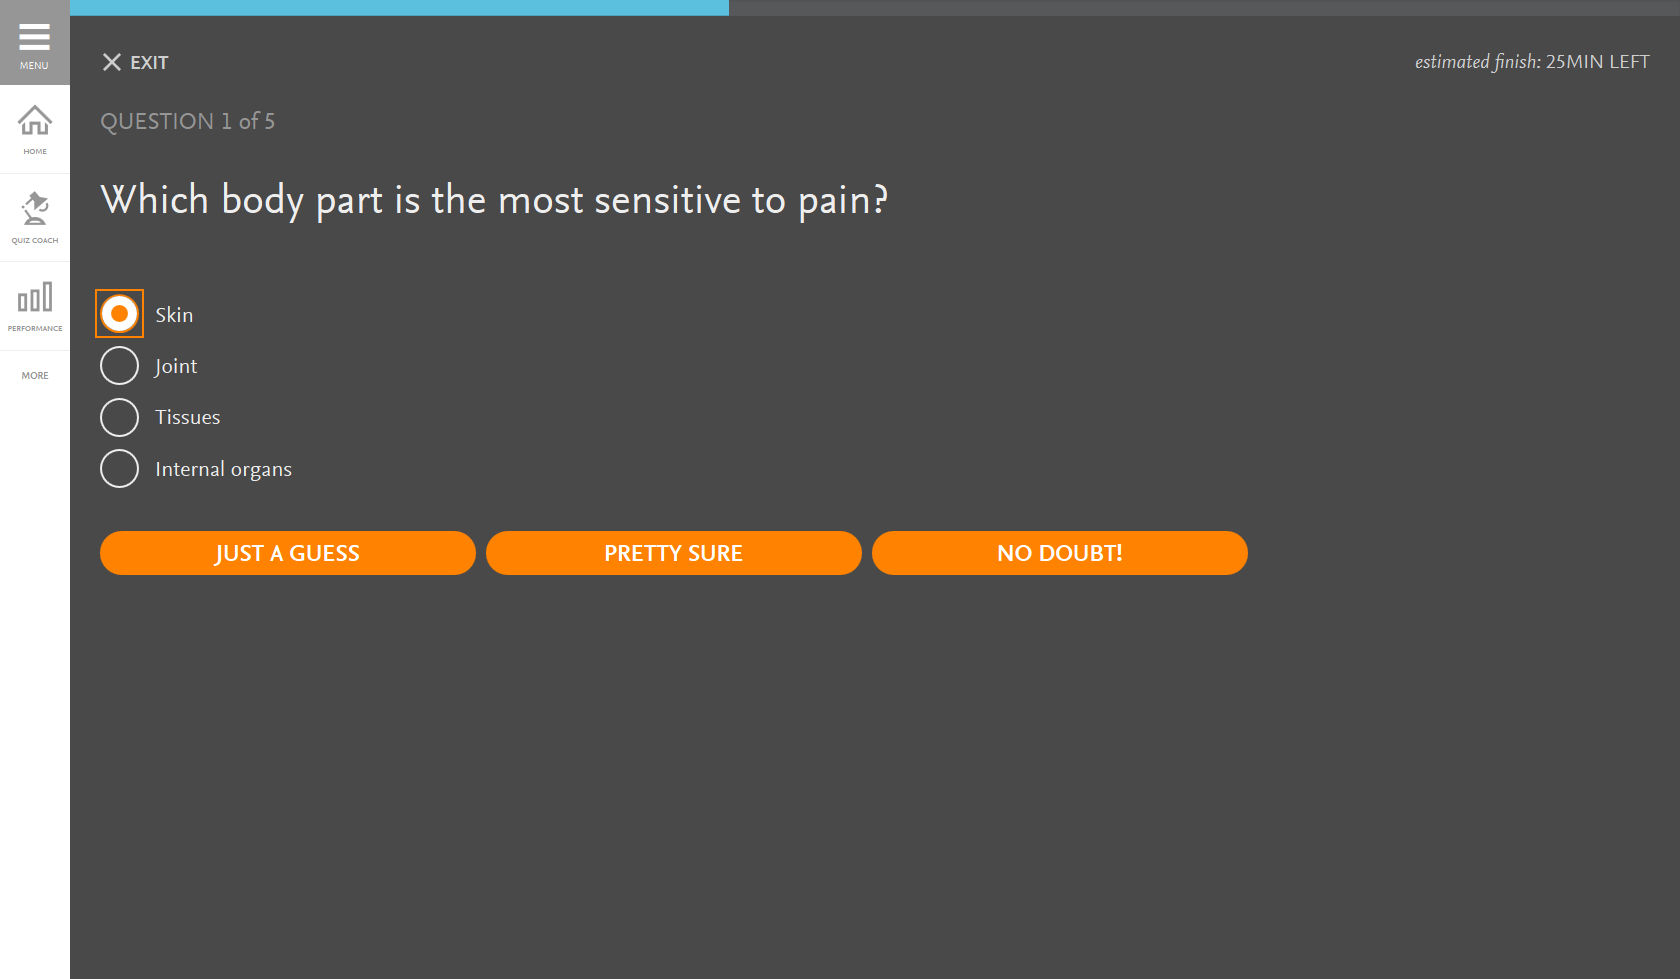 MENU
HOME
QUIZ COACH
PERFORMANCE
MORE
EXIT
estimated finish: 25MIN LEFT
QUESTION 1 of 5
Which body part is the most sensitive to pain?
Skin
Joint
Tissues
Internal organs
JUST A GUESS
PRETTY SURE
NO DOUBT!